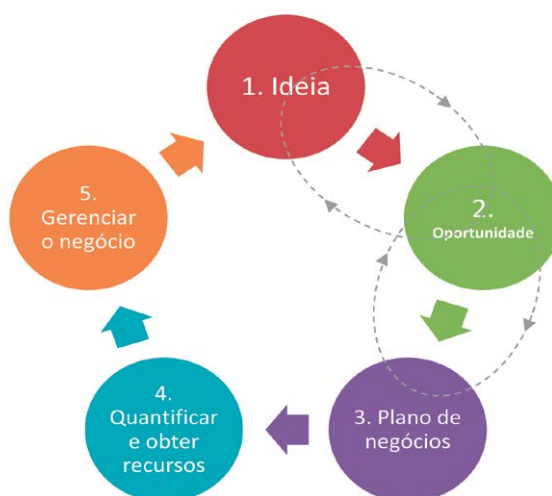 1. Ideia
2.
Oportunidade
3. Plano de
negócios
4.
Quantificar
e obter
recursos
5.
Gerenciar
o negócio